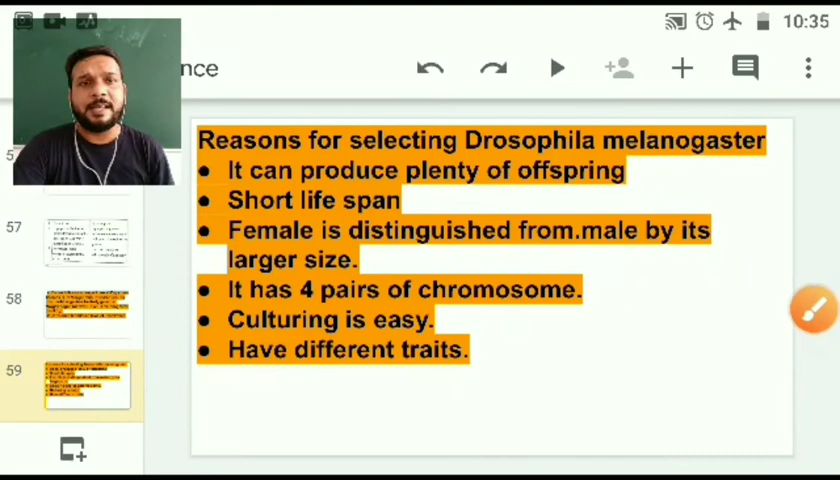 10:35
nce
Reasons for selecting Drosophila melanogaster
● It can produce plenty of offspring
● Short life span
● Female is distinguished from.male by its
larger size.
● It has 4 pairs of chromosome.
● Culturing is easy.
● Have different traits.
57
58
59